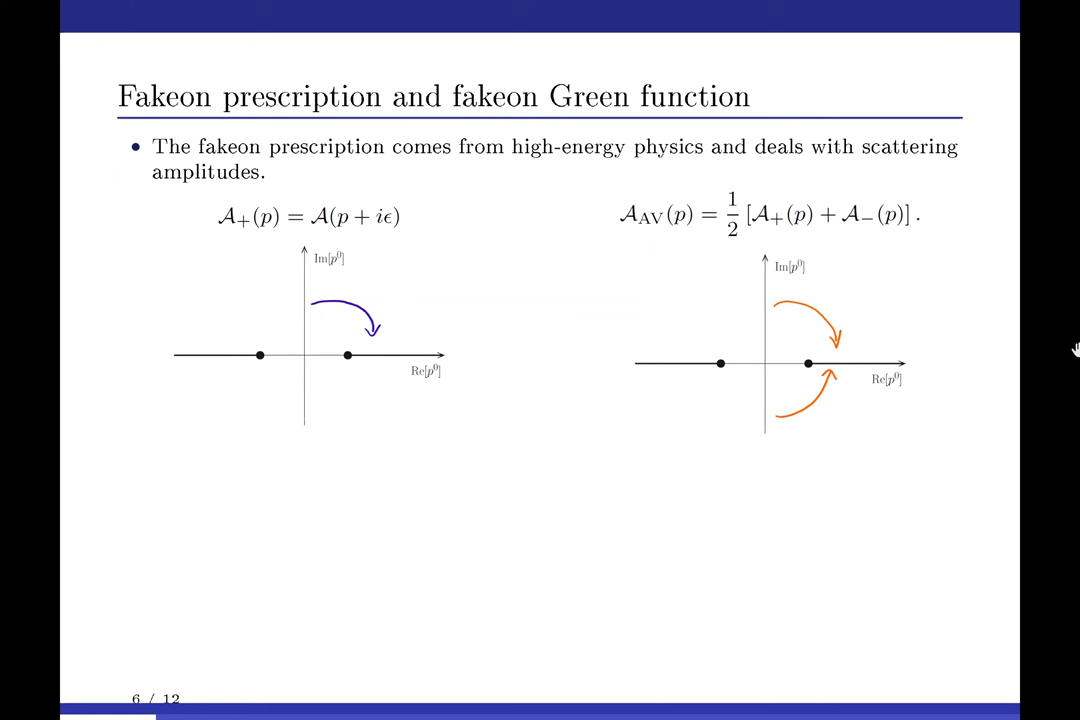 Fakeon prescription and fakeon Green function
• The fakeon prescription comes from high-energy physics and deals with scattering
amplitudes.
𝒜₊(p) = 𝒜(p + iϵ)
𝒜_AV(p) = 1/2 [𝒜₊(p) + 𝒜₋(p)] .
Im[p⁰]
Re[p⁰]
Im[p⁰]
Re[p⁰]
6 / 12